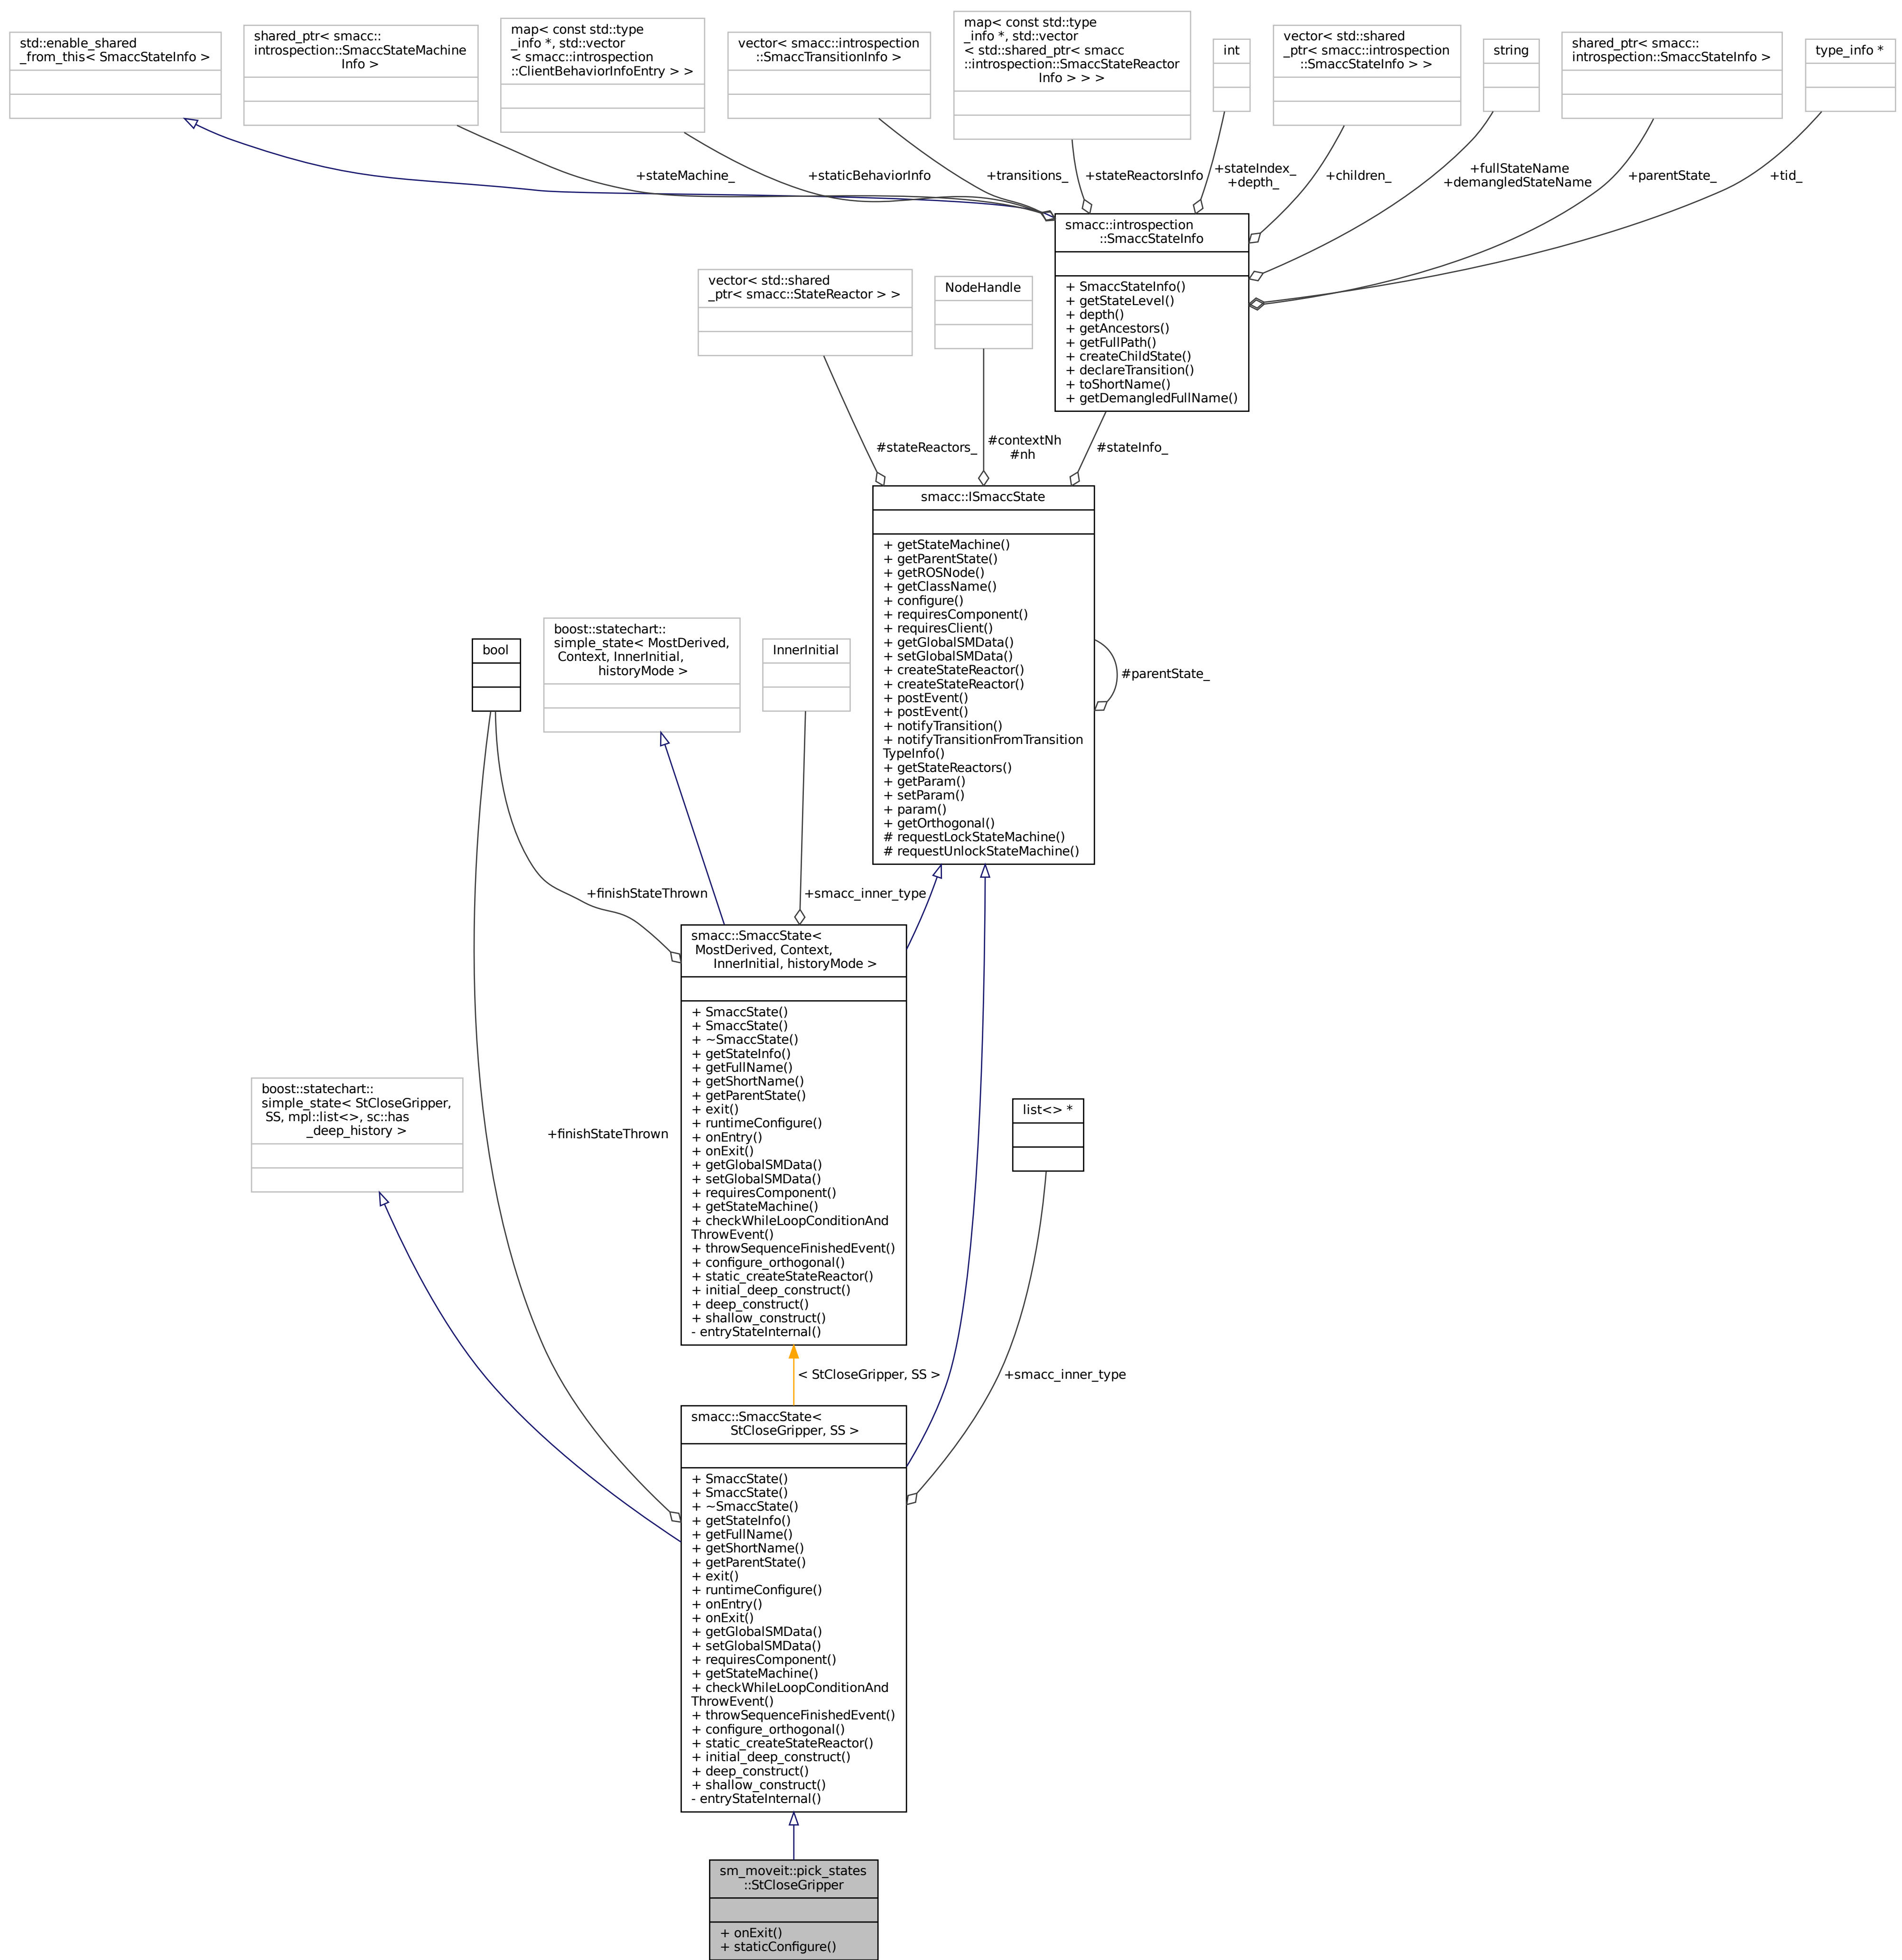 std::enable_shared
_from_this< SmaccStateInfo >
shared_ptr< smacc::
introspection::SmaccStateMachine
Info >
map< const std::type
_info *, std::vector
< smacc::introspection
::ClientBehaviorInfoEntry > >
vector< smacc::introspection
::SmaccTransitionInfo >
map< const std::type
_info *, std::vector
< std::shared_ptr< smacc
::introspection::SmaccStateReactor
Info > > >
int
vector< std::shared
_ptr< smacc::introspection
::SmaccStateInfo > >
string
shared_ptr< smacc::
introspection::SmaccStateInfo >
type_info *
+stateMachine_
+staticBehaviorInfo
+transitions_
+stateReactorsInfo
+stateIndex_
+depth_
+children_
+fullStateName
+demangledStateName
+parentState_
+tid_
smacc::introspection
::SmaccStateInfo
+ SmaccStateInfo()
+ getStateLevel()
+ depth()
+ getAncestors()
+ getFullPath()
+ createChildState()
+ declareTransition()
+ toShortName()
+ getDemangledFullName()
vector< std::shared
_ptr< smacc::StateReactor > >
NodeHandle
#stateReactors_
#contextNh
#nh
#stateInfo_
smacc::ISmaccState
+ getStateMachine()
+ getParentState()
+ getROSNode()
+ getClassName()
+ configure()
+ requiresComponent()
+ requiresClient()
+ getGlobalSMData()
+ setGlobalSMData()
+ createStateReactor()
+ createStateReactor()
+ postEvent()
+ postEvent()
+ notifyTransition()
+ notifyTransitionFromTransition
TypeInfo()
+ getStateReactors()
+ getParam()
+ setParam()
+ param()
+ getOrthogonal()
# requestLockStateMachine()
# requestUnlockStateMachine()
#parentState_
bool
boost::statechart::
simple_state< MostDerived,
Context, InnerInitial,
historyMode >
InnerInitial
+finishStateThrown
+smacc_inner_type
smacc::SmaccState<
MostDerived, Context,
InnerInitial, historyMode >
+ SmaccState()
+ SmaccState()
+ ~SmaccState()
+ getStateInfo()
+ getFullName()
+ getShortName()
+ getParentState()
+ exit()
+ runtimeConfigure()
+ onEntry()
+ onExit()
+ getGlobalSMData()
+ setGlobalSMData()
+ requiresComponent()
+ getStateMachine()
+ checkWhileLoopConditionAnd
ThrowEvent()
+ throwSequenceFinishedEvent()
+ configure_orthogonal()
+ static_createStateReactor()
+ initial_deep_construct()
+ deep_construct()
+ shallow_construct()
- entryStateInternal()
boost::statechart::
simple_state< StCloseGripper,
SS, mpl::list<>, sc::has
_deep_history >
+finishStateThrown
list<> *
< StCloseGripper, SS >
+smacc_inner_type
smacc::SmaccState<
StCloseGripper, SS >
+ SmaccState()
+ SmaccState()
+ ~SmaccState()
+ getStateInfo()
+ getFullName()
+ getShortName()
+ getParentState()
+ exit()
+ runtimeConfigure()
+ onEntry()
+ onExit()
+ getGlobalSMData()
+ setGlobalSMData()
+ requiresComponent()
+ getStateMachine()
+ checkWhileLoopConditionAnd
ThrowEvent()
+ throwSequenceFinishedEvent()
+ configure_orthogonal()
+ static_createStateReactor()
+ initial_deep_construct()
+ deep_construct()
+ shallow_construct()
- entryStateInternal()
sm_moveit::pick_states
::StCloseGripper
+ onExit()
+ staticConfigure()